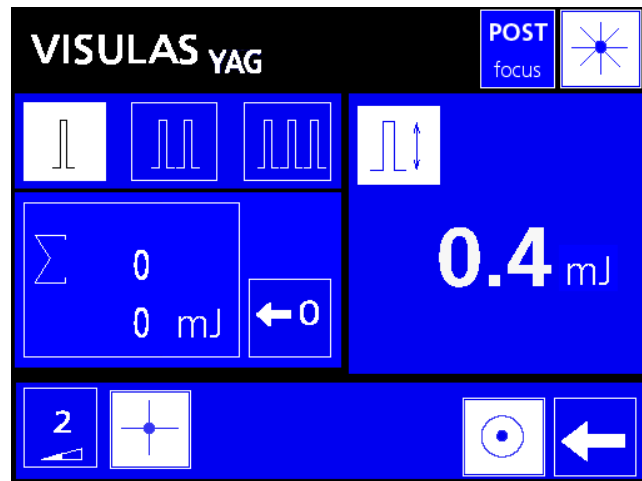 VISULAS YAG
POST
focus
Σ 0
0 mJ
0
0.4 mJ
2